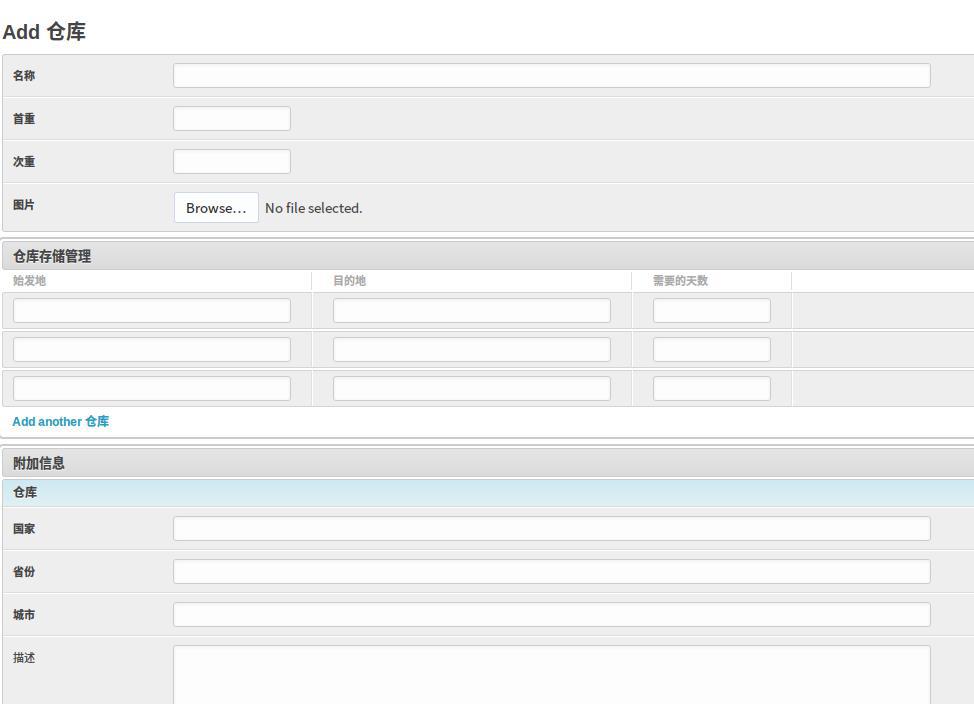 Add 仓库
名称
首重
次重
图片 Browse... No file selected.
仓库存储管理
始发地 目的地 需要的天数
Add another 仓库
附加信息
仓库
国家
省份
城市
描述